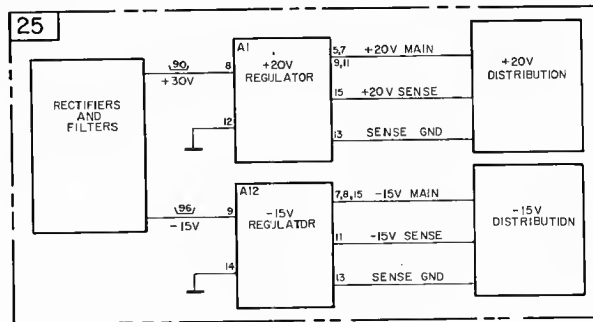 25
RECTIFIERS
AND
FILTERS
90
+30V
8
12
A1
+20V
REGULATOR
5,7
9,11
+20V MAIN
15
+20V SENSE
13
SENSE GND
+20V
DISTRIBUTION
96
-15V
9
14
A12
-15V
REGULATOR
7,8,15
-15V MAIN
11
-15V SENSE
13
SENSE GND
-15V
DISTRIBUTION